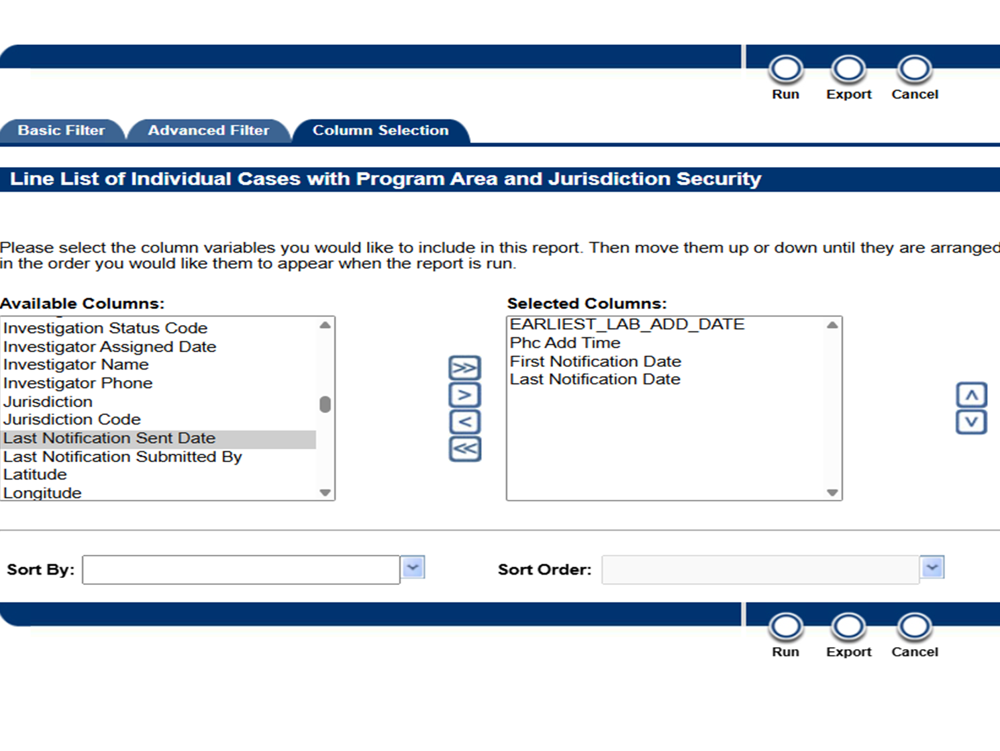 Run Export Cancel
Basic Filter Advanced Filter Column Selection
Line List of Individual Cases with Program Area and Jurisdiction Security
Please select the column variables you would like to include in this report. Then move them up or down until they are arranged
in the order you would like them to appear when the report is run.
Available Columns:
Investigation Status Code
Investigator Assigned Date
Investigator Name
Investigator Phone
Jurisdiction
Jurisdiction Code
Last Notification Sent Date
Last Notification Submitted By
Latitude
Longitude
>>
>
<
<<
Selected Columns:
EARLIEST_LAB_ADD_DATE
Phc Add Time
First Notification Date
Last Notification Date
Sort By:
Sort Order:
Run Export Cancel